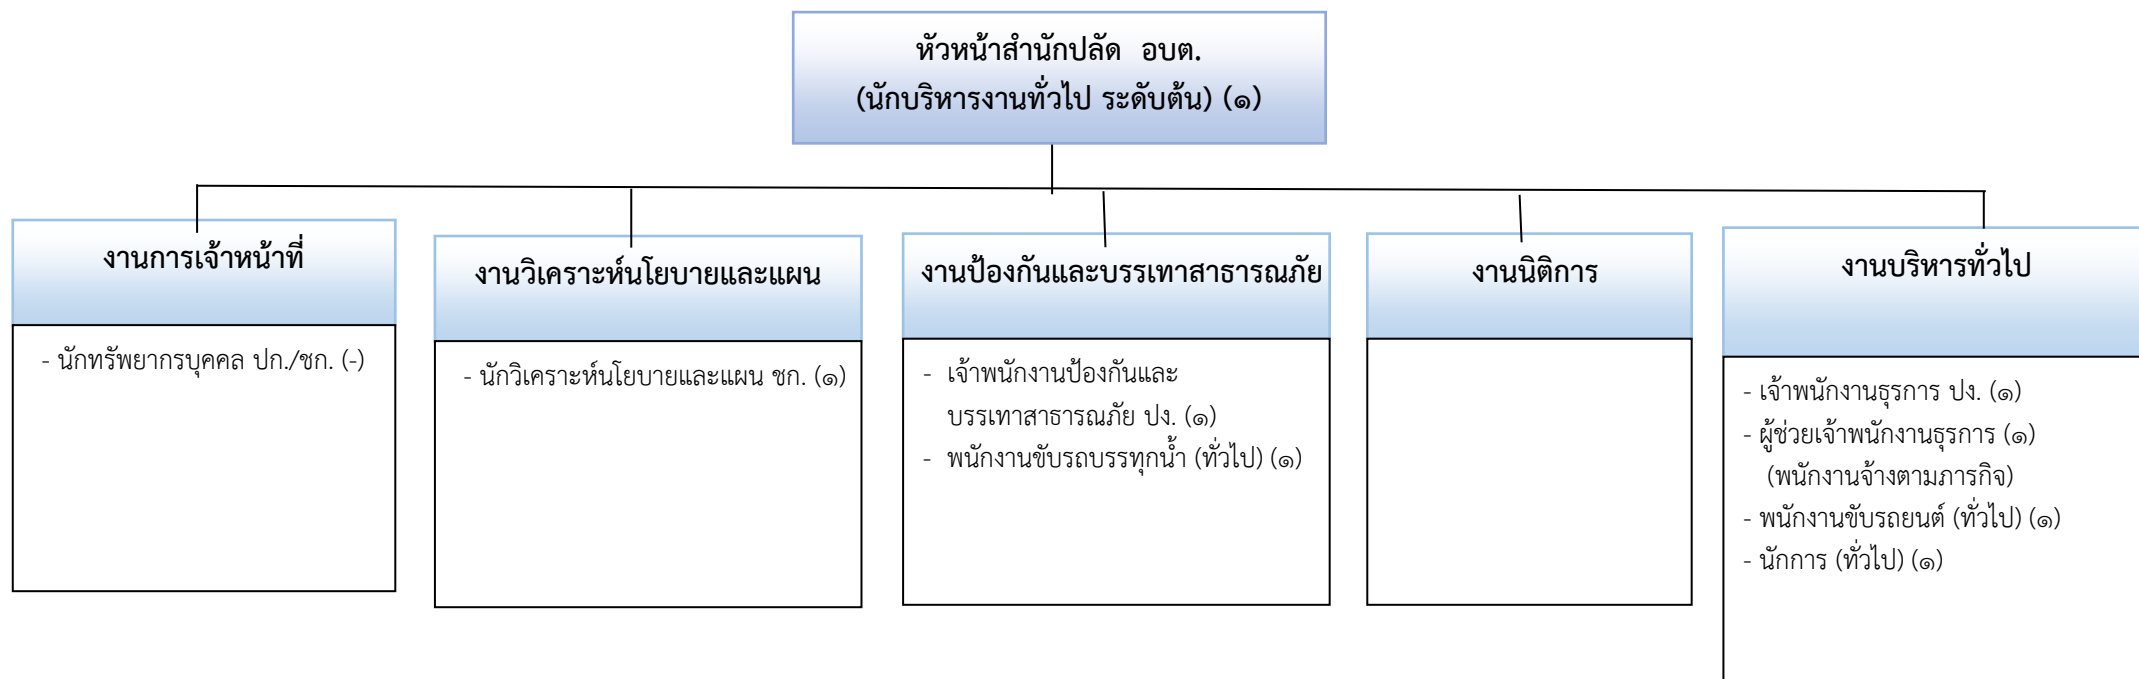 หัวหน้าสำนักปลัด อบต.
(นักบริหารงานทั่วไป ระดับต้น) (๑)
งานการเจ้าหน้าที่
- นักทรัพยากรบุคคล ปก./ชก. (-)
งานวิเคราะห์นโยบายและแผน
- นักวิเคราะห์นโยบายและแผน ชก. (๑)
งานป้องกันและบรรเทาสาธารณภัย
- เจ้าพนักงานป้องกันและ
บรรเทาสาธารณภัย ปง. (๑)
- พนักงานขับรถบรรทุกน้ำ (ทั่วไป) (๑)
งานนิติการ
งานบริหารทั่วไป
- เจ้าพนักงานธุรการ ปง. (๑)
- ผู้ช่วยเจ้าพนักงานธุรการ (๑)
(พนักงานจ้างตามภารกิจ)
- พนักงานขับรถยนต์ (ทั่วไป) (๑)
- นักการ (ทั่วไป) (๑)